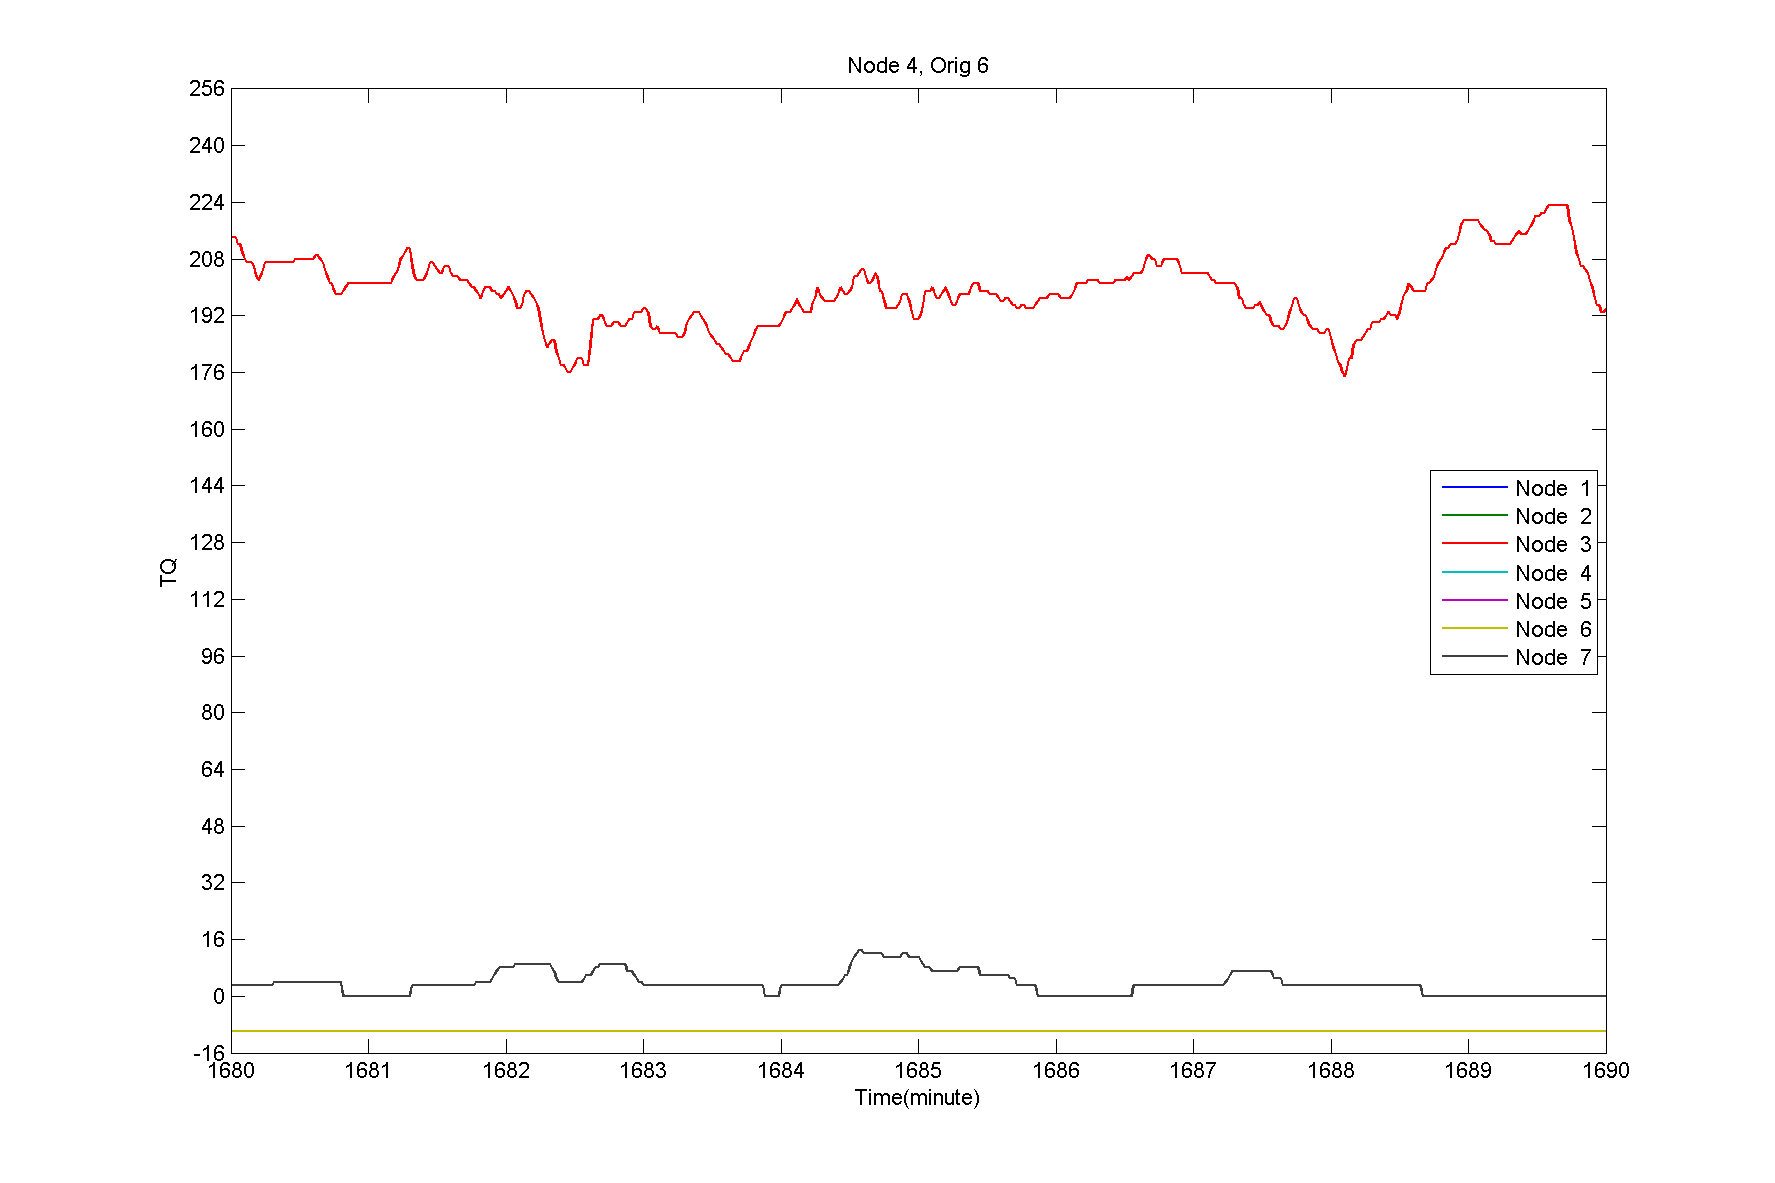 Node 4, Orig 6
256
240
224
208
192
176
160
144
128
112
96
80
64
48
32
16
0
-16
TQ
Node 1
Node 2
Node 3
Node 4
Node 5
Node 6
Node 7
1680 1681 1682 1683 1684 1685 1686 1687 1688 1689 1690
Time(minute)